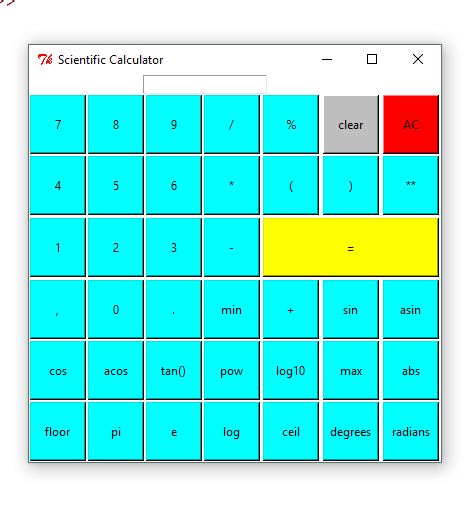 >>
Scientific Calculator
7 8 9 / % clear AC
4 5 6 * ( ) **
1 2 3 - =
, 0 . min + sin asin
cos acos tan() pow log10 max abs
floor pi e log ceil degrees radians